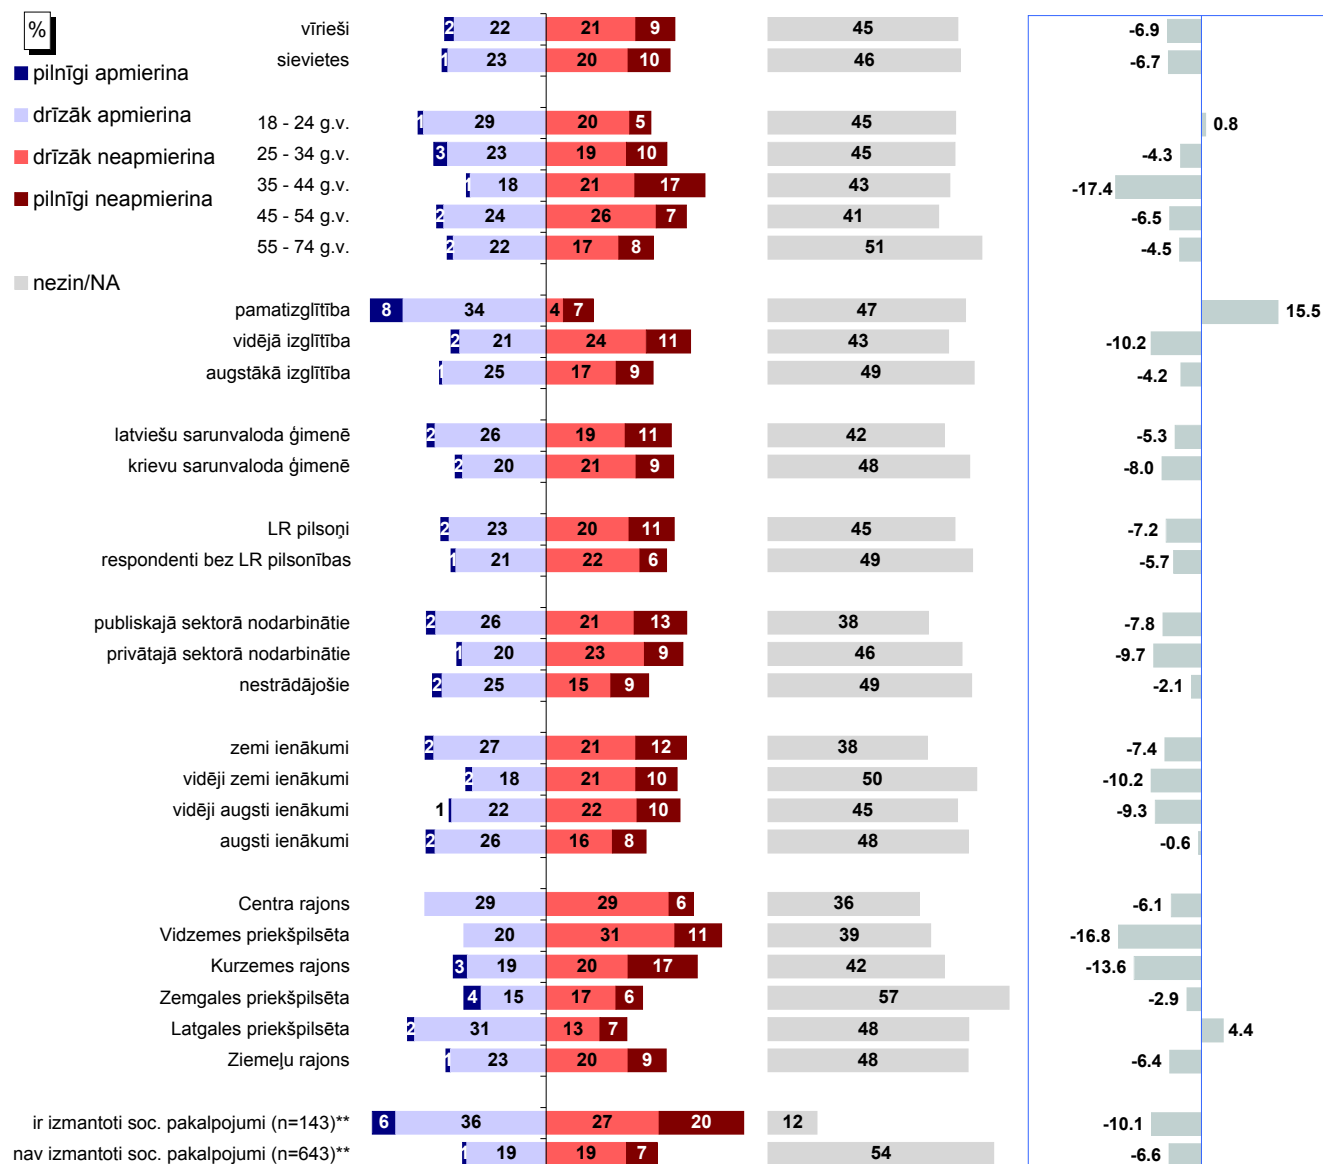 %
pilnīgi apmierina
drīzāk apmierina
drīzāk neapmierina
pilnīgi neapmierina
nezin/NA
vīrieši 2 22 21 9 45 -6.9
sievietes 1 23 20 10 46 -6.7
18 - 24 g.v. 1 29 20 5 45 0.8
25 - 34 g.v. 3 23 19 10 45 -4.3
35 - 44 g.v. 1 18 21 17 43 -17.4
45 - 54 g.v. 2 24 26 7 41 -6.5
55 - 74 g.v. 2 22 17 8 51 -4.5
pamatizglītība 8 34 4 7 47 15.5
vidējā izglītība 2 21 24 11 43 -10.2
augstākā izglītība 1 25 17 9 49 -4.2
latviešu sarunvaloda ģimenē 2 26 19 11 42 -5.3
krievu sarunvaloda ģimenē 2 20 21 9 48 -8.0
LR pilsoņi 2 23 20 11 45 -7.2
respondenti bez LR pilsonības 1 21 22 6 49 -5.7
publiskajā sektorā nodarbinātie 2 26 21 13 38 -7.8
privātajā sektorā nodarbinātie 1 20 23 9 46 -9.7
nestrādājošie 2 25 15 9 49 -2.1
zemi ienākumi 2 27 21 12 38 -7.4
vidēji zemi ienākumi 2 18 21 10 50 -10.2
vidēji augsti ienākumi 1 22 22 10 45 -9.3
augsti ienākumi 2 26 16 8 48 -0.6
Centra rajons 29 29 6 36 -6.1
Vidzemes priekšpilsēta 20 31 11 39 -16.8
Kurzemes rajons 3 19 20 17 42 -13.6
Zemgales priekšpilsēta 4 15 17 6 57 -2.9
Latgales priekšpilsēta 2 31 13 7 48 4.4
Ziemeļu rajons 1 23 20 9 48 -6.4
ir izmantoti soc. pakalpojumi (n=143)** 6 36 27 20 12 -10.1
nav izmantoti soc. pakalpojumi (n=643)** 1 19 19 7 54 -6.6